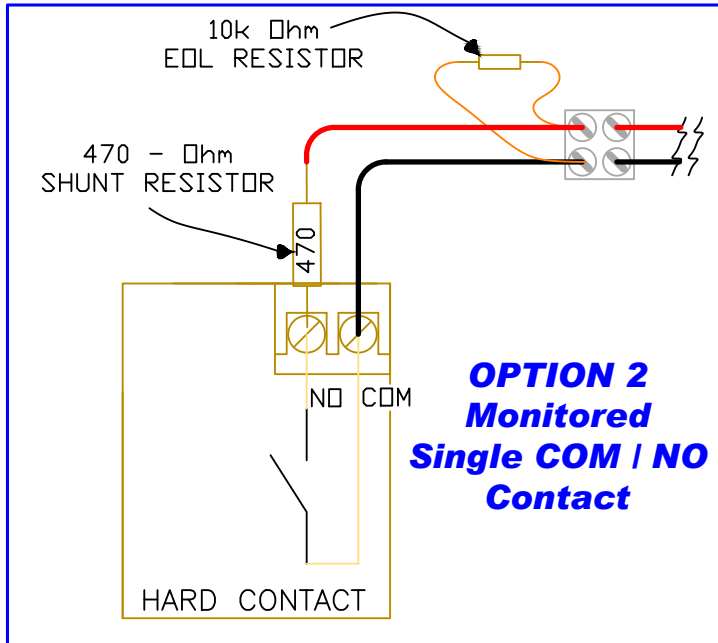 10k Ohm
EOL RESISTOR
470 - Ohm
SHUNT RESISTOR
470
NO COM
OPTION 2
Monitored
Single COM / NO
Contact
HARD CONTACT